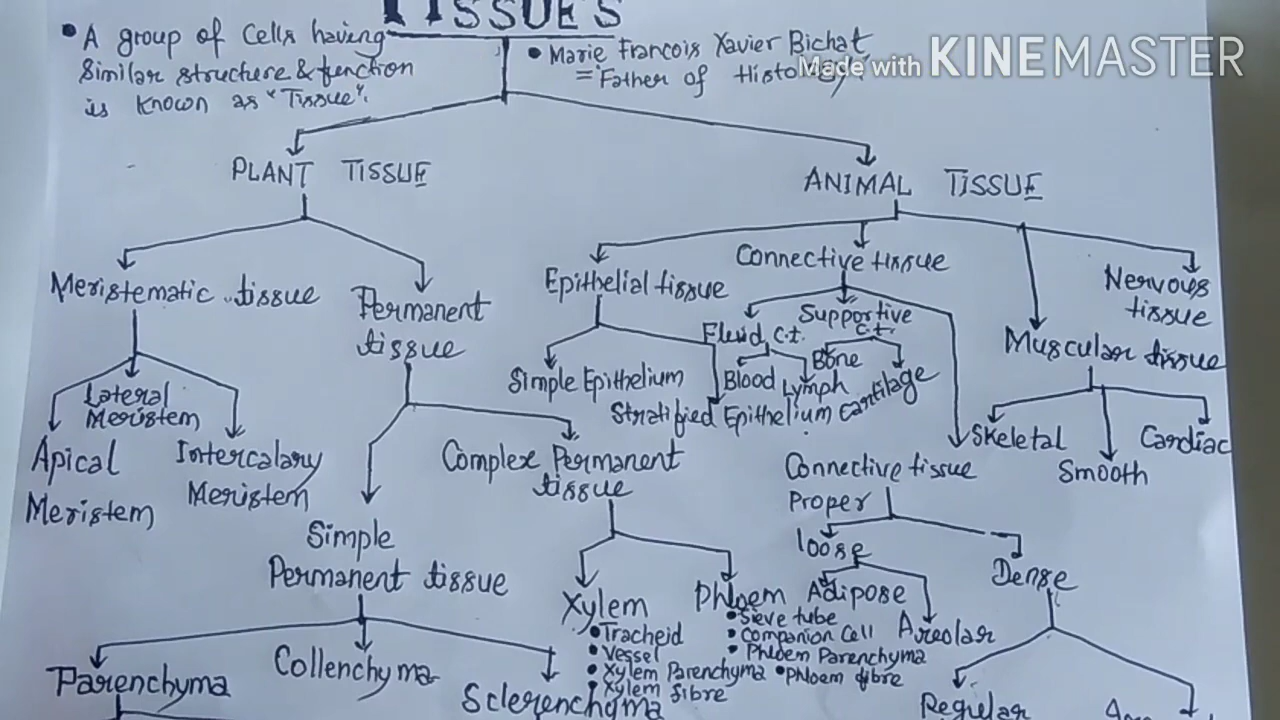 TISSUES
• A group of cells having
Similar structure & function
is known as "Tissue".
• Marie Francois Xavier Bichat
= Father of Histology
Made with KINEMASTER
PLANT TISSUE
ANIMAL TISSUE
Meristematic tissue
Permanent
tissue
Epithelial tissue
Connective tissue
Nervous
tissue
Muscular tissue
Fluid c.t.
Supportive
c.t.
Blood
Lymph
Bone
Cartilage
Simple Epithelium
Stratified Epithelium
Lateral
Meristem
Apical
Meristem
Intercalary
Meristem
Complex Permanent
tissue
Connective tissue
Proper
Skeletal
Smooth
Cardiac
Simple
Permanent tissue
loose
Dense
Xylem
• Tracheid
• Vessel
• Xylem Parenchyma
• Xylem fibre
Phloem
• Sieve tube
• Companion Cell
• Phloem Parenchyma
• Phloem fibre
Adipose
Areolar
Parenchyma
Collenchyma
Sclerenchyma
Regular